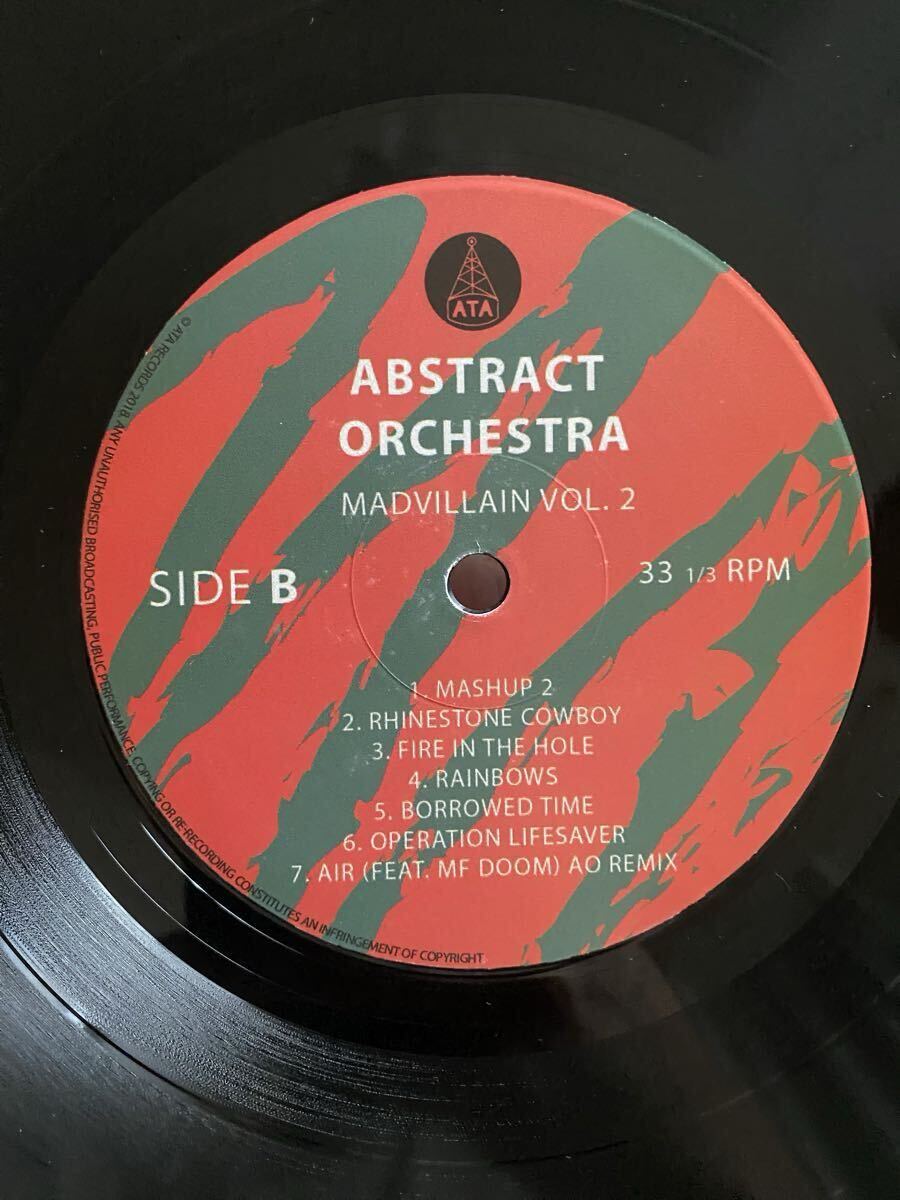 ATA
ABSTRACT
ORCHESTRA
MADVILLAIN VOL. 2
SIDE B
33 1/3 RPM
1. MASHUP 2
2. RHINESTONE COWBOY
3. FIRE IN THE HOLE
4. RAINBOWS
5. BORROWED TIME
6. OPERATION LIFESAVER
7. AIR (FEAT. MF DOOM) AO REMIX
© ATA RECORDS 2018. ANY UNAUTHORISED BROADCASTING, PUBLIC PERFORMANCE, COPYING OR RE-RECORDING CONSTITUTES AN INFRINGEMENT OF COPYRIGHT